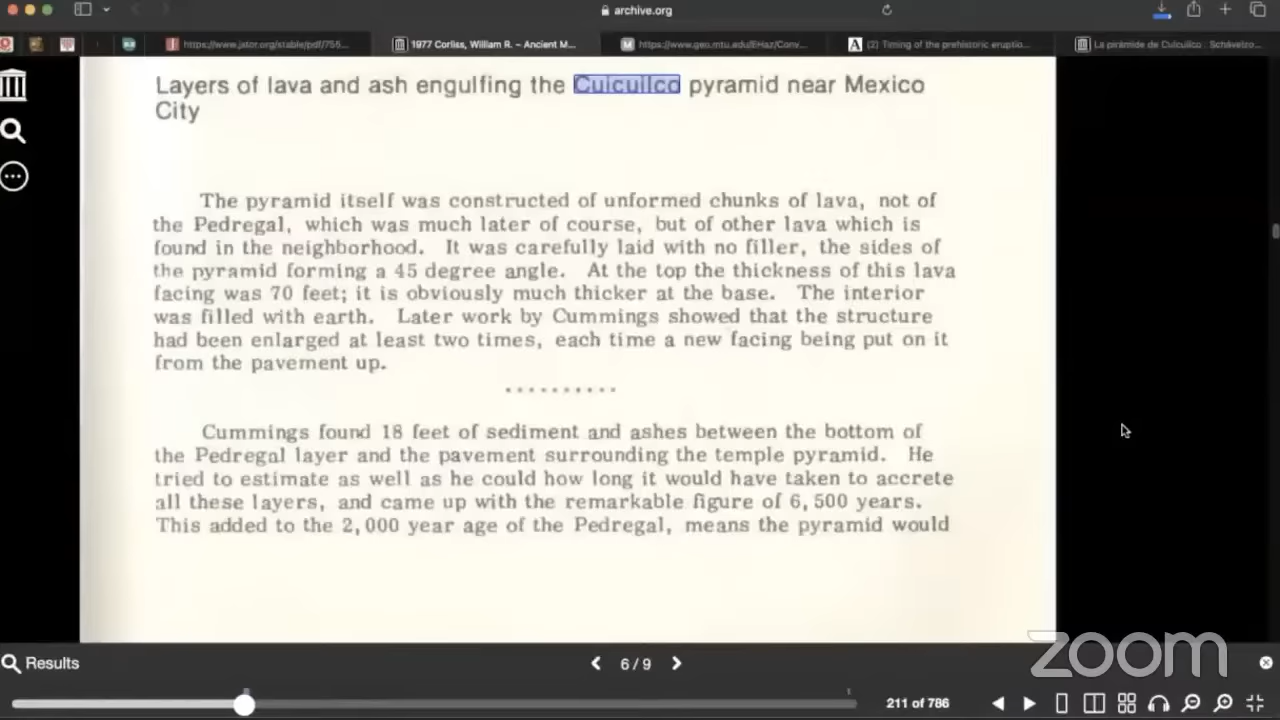 archive.org
https://www.jstor.org/stable/pdf/755...
1977 Corliss, William R. - Ancient M...
https://www.geo.mtu.edu/EHaz/Conv...
(2) Timing of the prehistoric eruptio...
La pirámide de Cuicuilco : Schávelzo...
Layers of lava and ash engulfing the Cuicuilco pyramid near Mexico
City
The pyramid itself was constructed of unformed chunks of lava, not of
the Pedregal, which was much later of course, but of other lava which is
found in the neighborhood. It was carefully laid with no filler, the sides of
the pyramid forming a 45 degree angle. At the top the thickness of this lava
facing was 70 feet; it is obviously much thicker at the base. The interior
was filled with earth. Later work by Cummings showed that the structure
had been enlarged at least two times, each time a new facing being put on it
from the pavement up.
..........
Cummings found 18 feet of sediment and ashes between the bottom of
the Pedregal layer and the pavement surrounding the temple pyramid. He
tried to estimate as well as he could how long it would have taken to accrete
all these layers, and came up with the remarkable figure of 6,500 years.
This added to the 2,000 year age of the Pedregal, means the pyramid would
zoom
Results
6 / 9
211 of 786